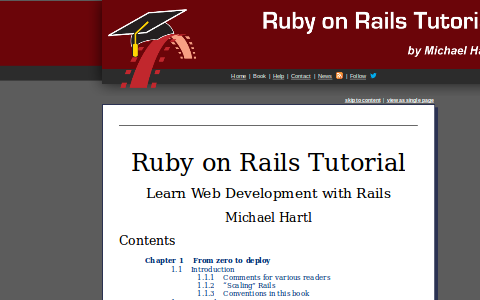 Ruby on Rails Tutori
by Michael Ha
Home | Book | Help | Contact | News | Follow
skip to content | view as single page
Ruby on Rails Tutorial
Learn Web Development with Rails
Michael Hartl
Contents
Chapter 1 From zero to deploy
1.1 Introduction
1.1.1 Comments for various readers
1.1.2 “Scaling” Rails
1.1.3 Conventions in this book